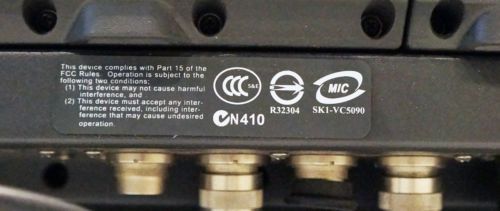 This device complies with Part 15 of the
FCC Rules. Operation is subject to the
following two conditions;
(1) This device may not cause harmful
interference, and
(2) This device must accept any inter-
ference received, including inter-
ference that may cause undesired
operation.
CCC S&E
N410
R32304
MIC
SK1-VC5090